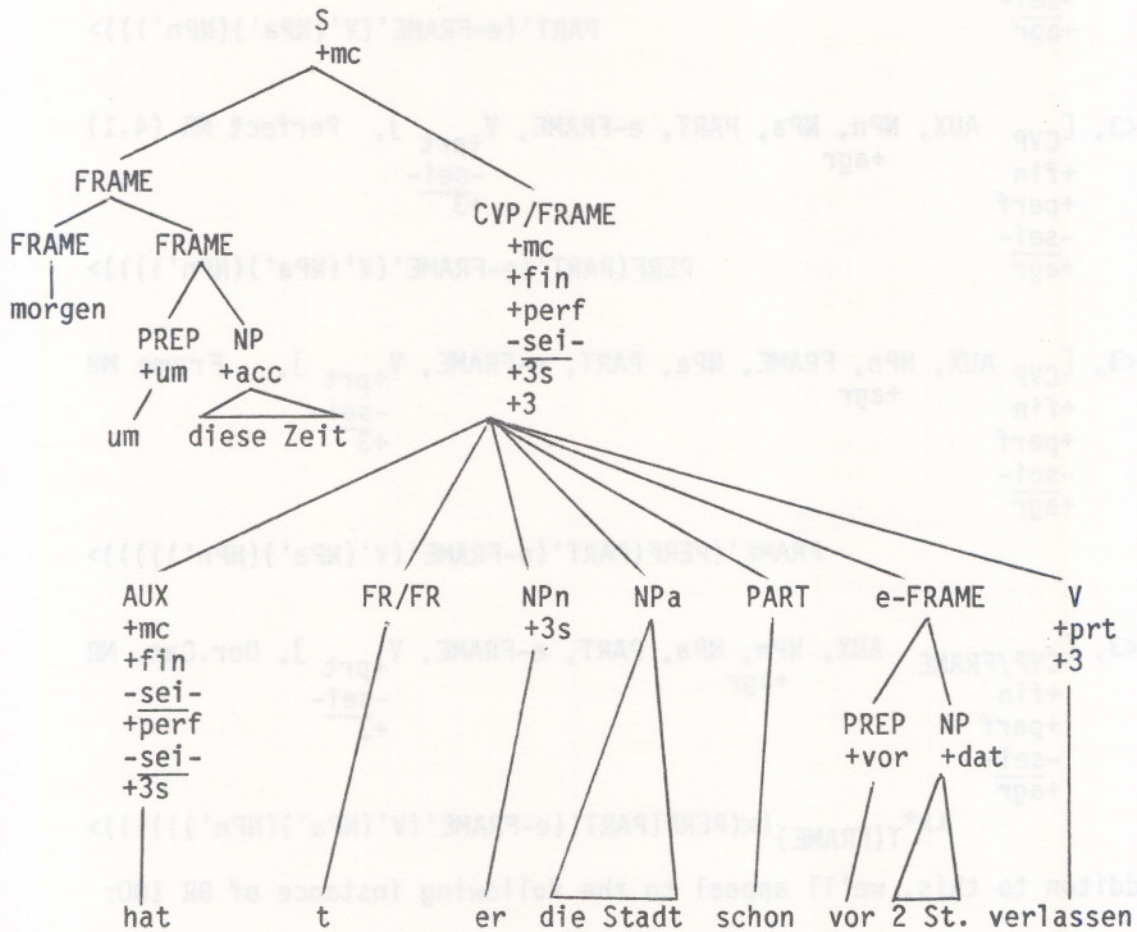 S
+mc
FRAME
CVP/FRAME
FRAME FRAME +mc
+fin
morgen +perf
PREP NP -sei-
+um +acc +3s
+3
um diese Zeit
AUX FR/FR NPn NPa PART e-FRAME V
+mc +3s +prt
+fin +3
-sei-
+perf PREP NP
-sei- +vor +dat
+3s
hat t er die Stadt schon vor 2 St. verlassen